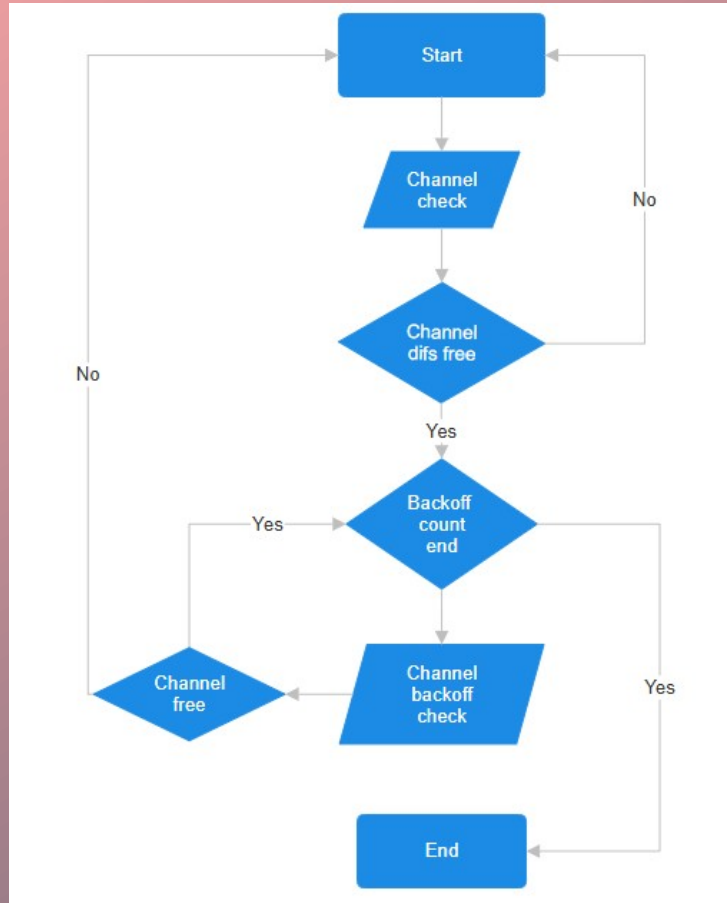 Start
Channel
check
No
Channel
difs free
No
Yes
Backoff
count
end
Yes
Channel
free
Channel
backoff
check
Yes
End